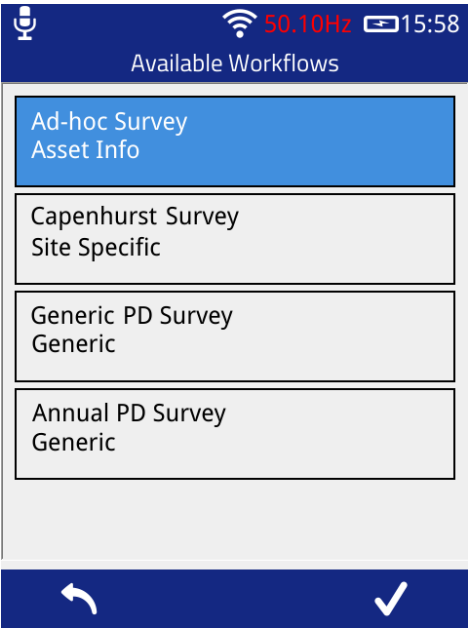 50.10Hz 15:58
Available Workflows
Ad-hoc Survey
Asset Info
Capenhurst Survey
Site Specific
Generic PD Survey
Generic
Annual PD Survey
Generic